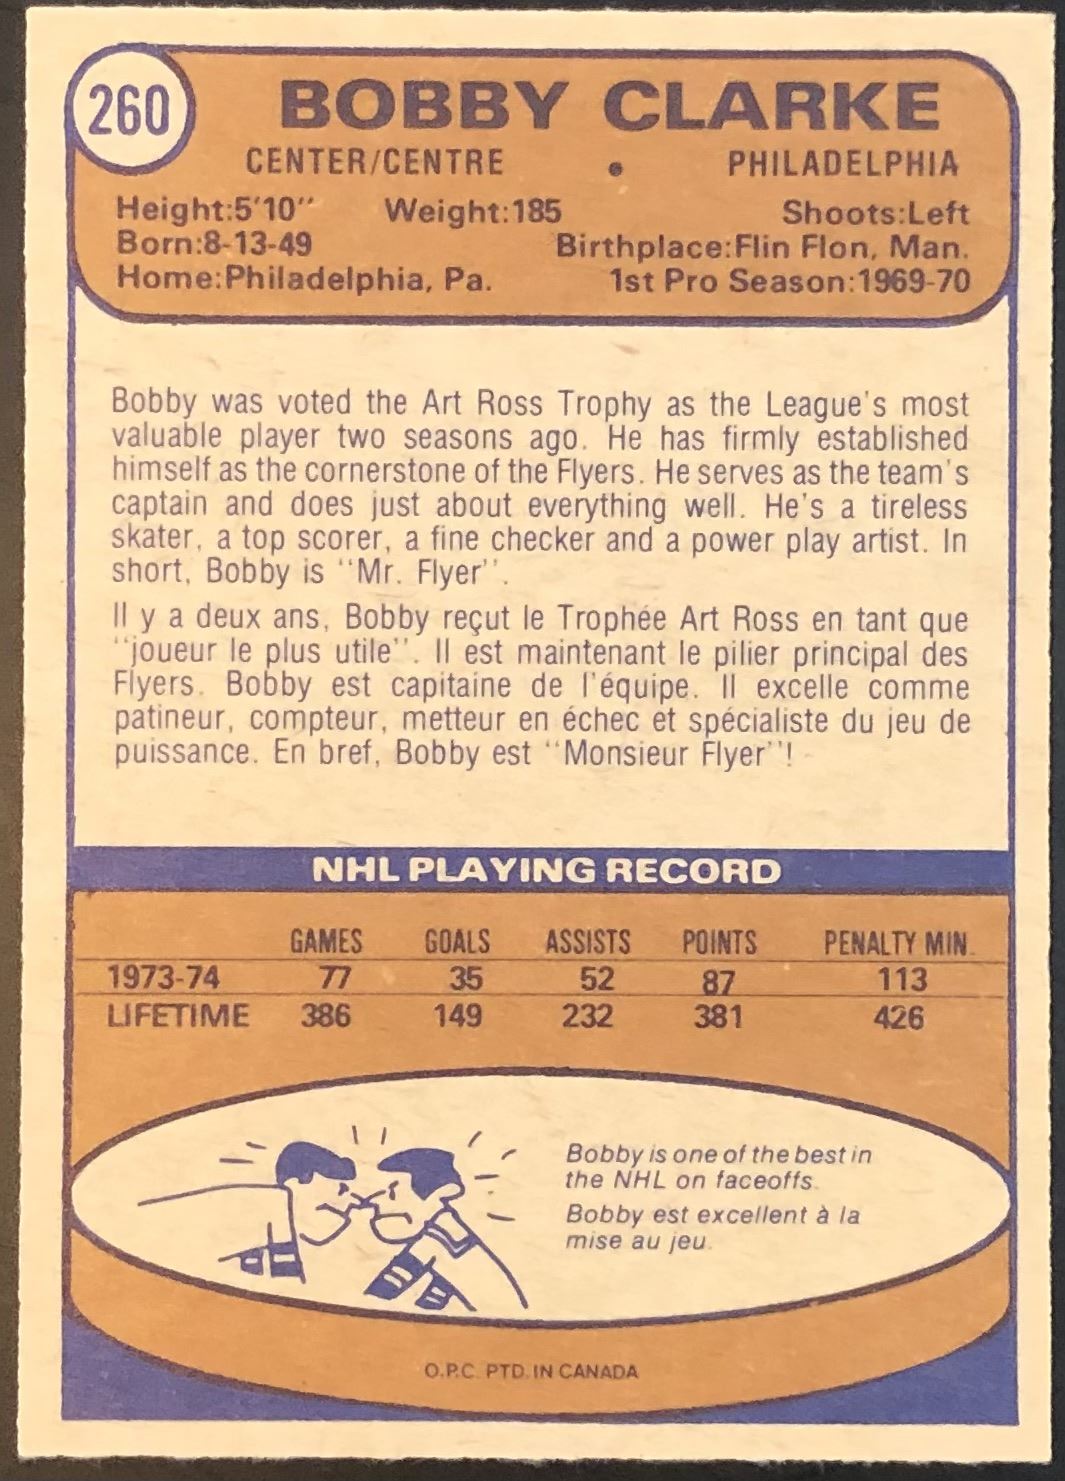 260
BOBBY CLARKE
CENTER/CENTRE • PHILADELPHIA
Height:5'10'' Weight:185 Shoots:Left
Born:8-13-49 Birthplace:Flin Flon, Man.
Home:Philadelphia, Pa. 1st Pro Season:1969-70
Bobby was voted the Art Ross Trophy as the League's most
valuable player two seasons ago. He has firmly established
himself as the cornerstone of the Flyers. He serves as the team's
captain and does just about everything well. He's a tireless
skater, a top scorer, a fine checker and a power play artist. In
short, Bobby is ''Mr. Flyer''.
Il y a deux ans, Bobby reçut le Trophée Art Ross en tant que
''joueur le plus utile''. Il est maintenant le pilier principal des
Flyers. Bobby est capitaine de l'équipe. Il excelle comme
patineur, compteur, metteur en échec et spécialiste du jeu de
puissance. En bref, Bobby est ''Monsieur Flyer''!
NHL PLAYING RECORD
GAMES GOALS ASSISTS POINTS PENALTY MIN.
1973-74 77 35 52 87 113
LIFETIME 386 149 232 381 426
Bobby is one of the best in
the NHL on faceoffs.
Bobby est excellent à la
mise au jeu.
O.P.C. PTD. IN CANADA